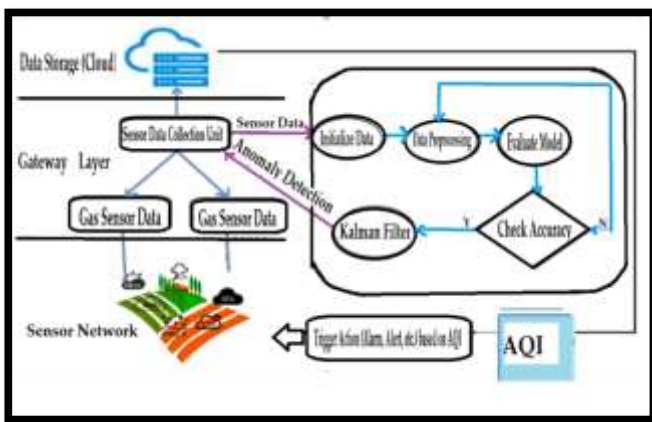 Data Storage (Cloud)
Sensor Data Collection Unit
Sensor Data
Gateway Layer
Anomaly Detection
Gas Sensor Data
Gas Sensor Data
Sensor Network
Initialize Data
Data Preprocessing
Evaluate Model
Check Accuracy
Y
N
Kalman Filter
Trigger Action (Alarm, Alert, etc.) based on AQI
AQI